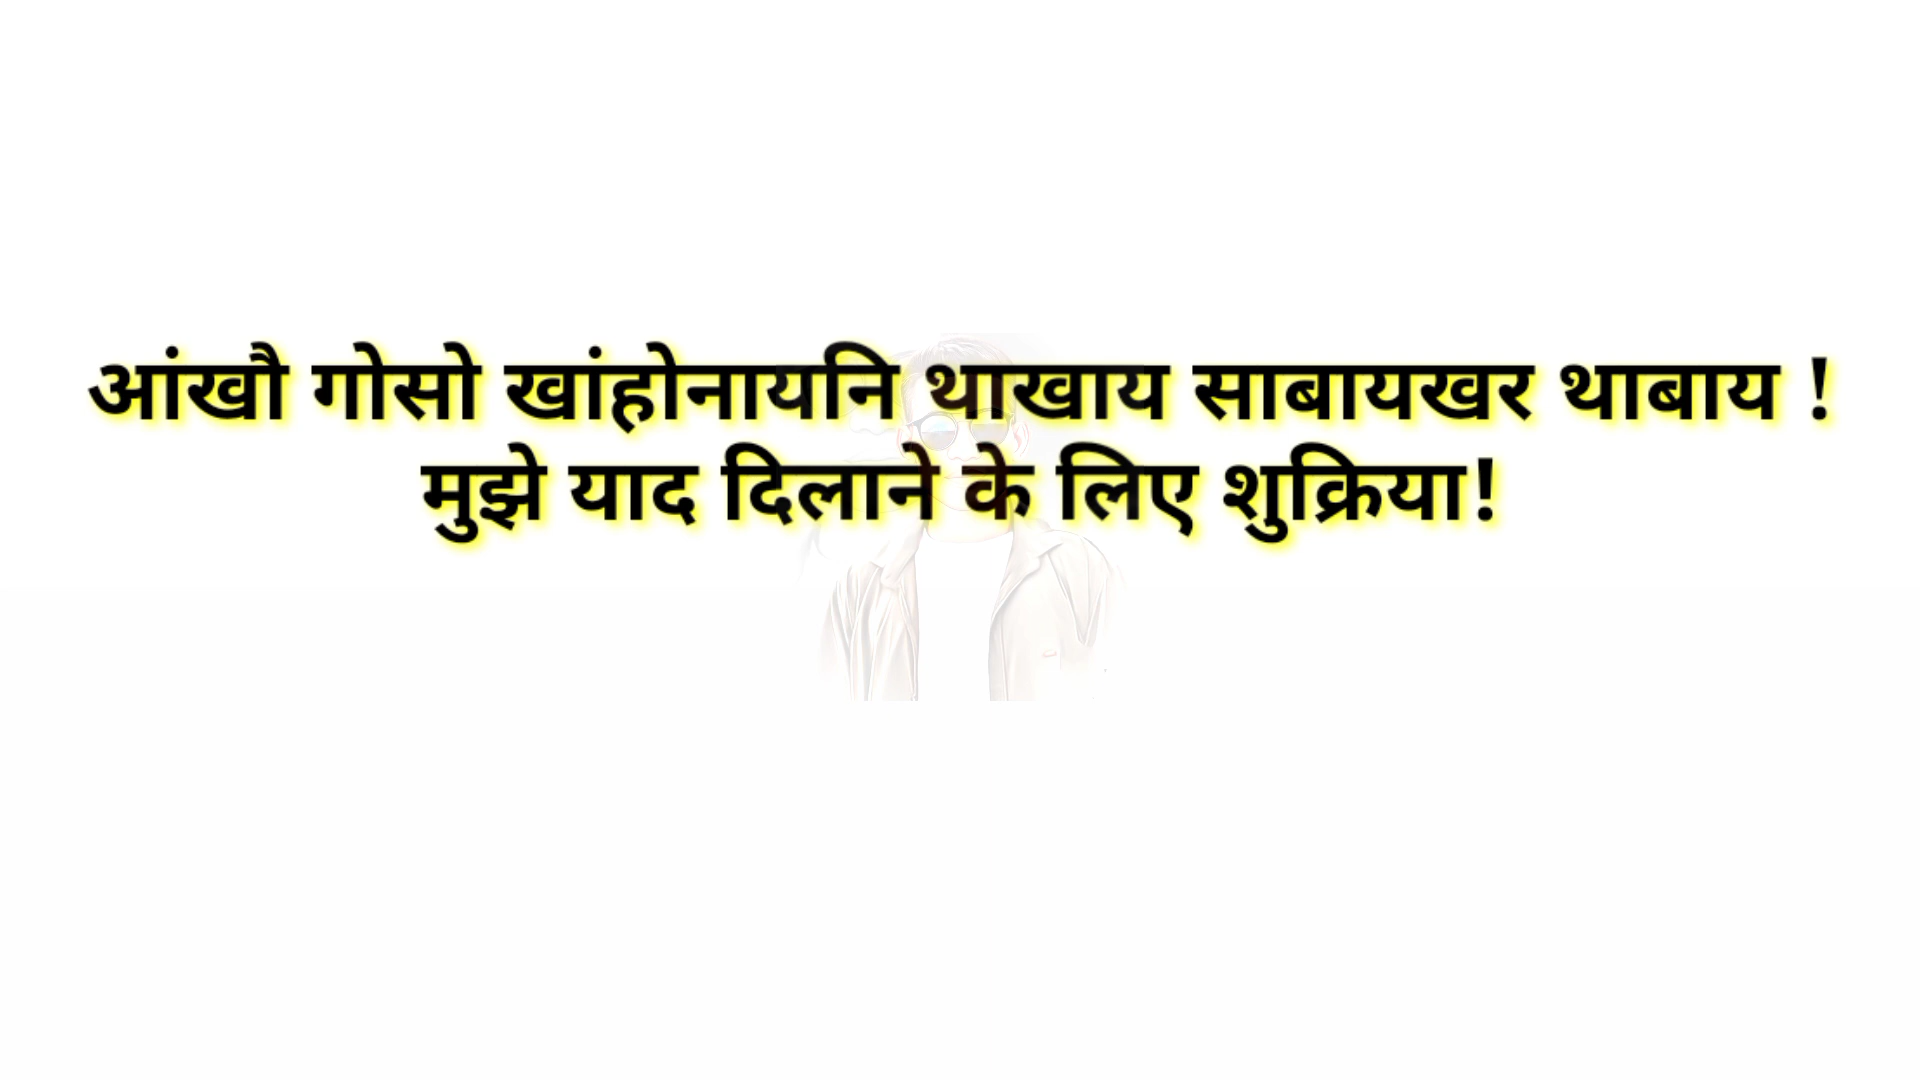 आंखौ गोसो खांहोनायनि थाखाय साबायखर थाबाय !
मुझे याद दिलाने के लिए शुक्रिया!